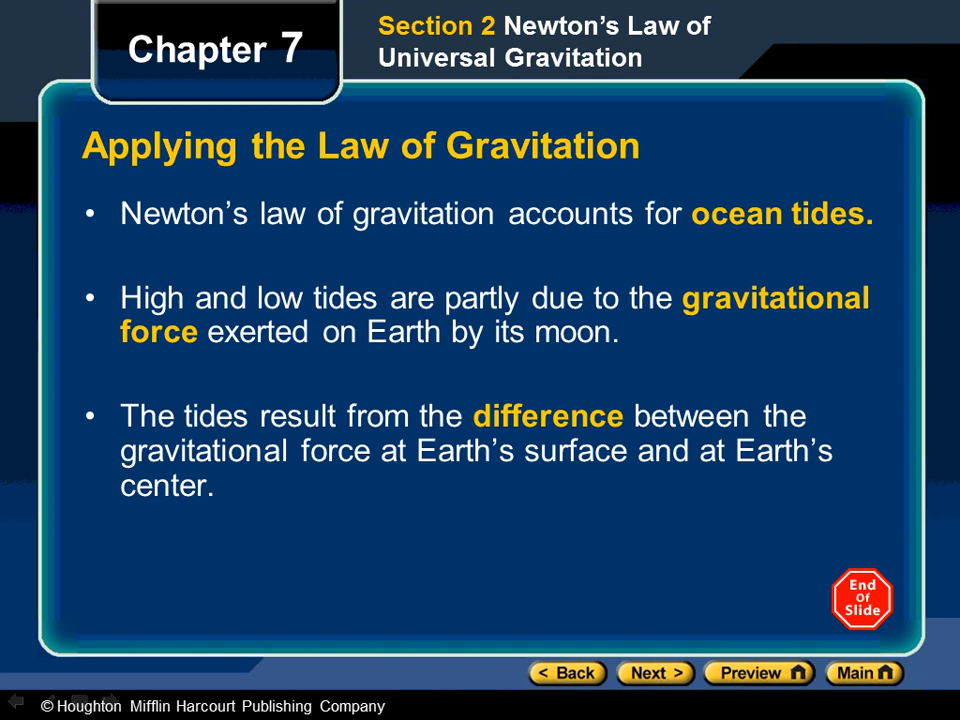 Chapter 7
Section 2 Newton’s Law of
Universal Gravitation
Applying the Law of Gravitation
• Newton’s law of gravitation accounts for ocean tides.
• High and low tides are partly due to the gravitational
force exerted on Earth by its moon.
• The tides result from the difference between the
gravitational force at Earth’s surface and at Earth’s
center.
End
Of
Slide
< Back
Next >
Preview
Main
© Houghton Mifflin Harcourt Publishing Company